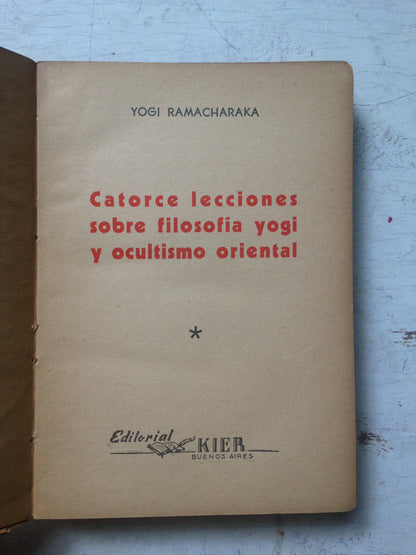 YOGI RAMACHARAKA
Catorce lecciones
sobre filosofía yogi
y ocultismo oriental
*
Editorial KIER
BUENOS AIRES